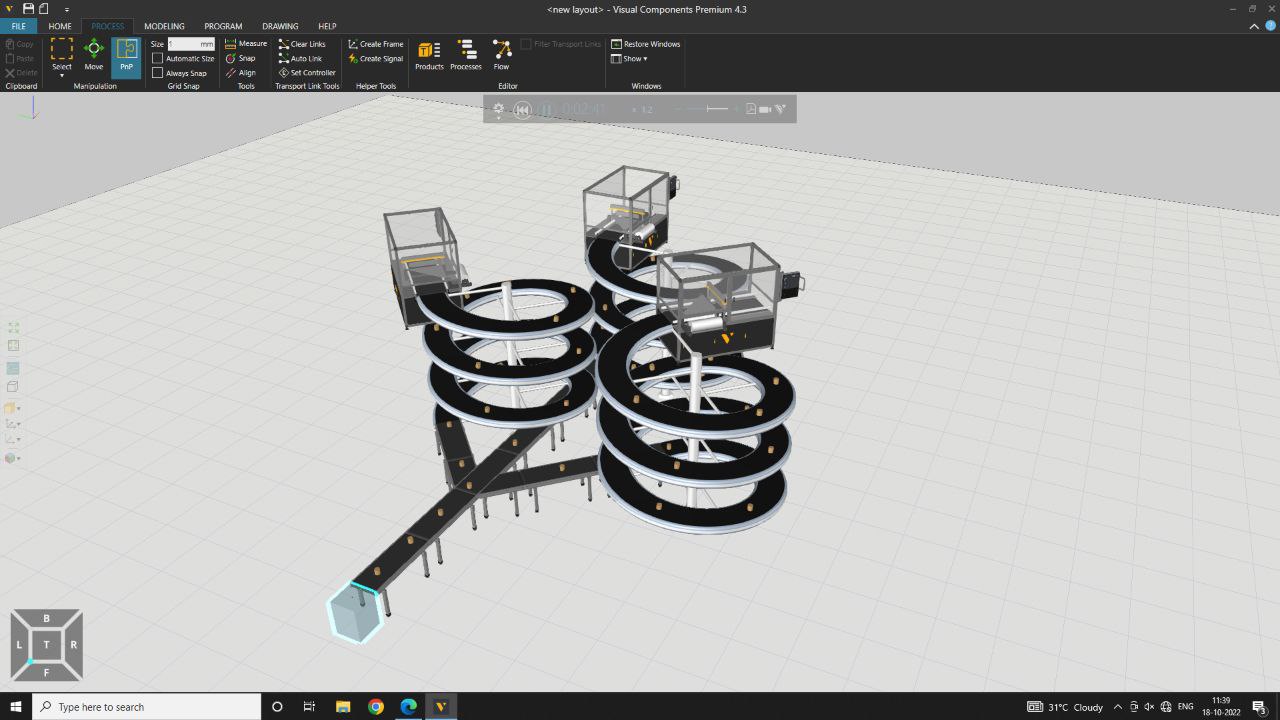 <new layout> - Visual Components Premium 4.3
FILE HOME PROCESS MODELING PROGRAM DRAWING HELP
Copy
Paste
Delete
Clipboard
Select
Move
PnP
Manipulation
Size 1 mm
Automatic Size
Always Snap
Grid Snap
Measure
Snap
Align
Tools
Clear Links
Auto Link
Set Controller
Transport Link Tools
Create Frame
Create Signal
Helper Tools
Products
Processes
Flow
Filter Transport Links
Editor
Restore Windows
Show
Windows
0:02:41
x 1.2
B
L T R
F
Type here to search
31°C Cloudy
ENG
11:39
18-10-2022
3